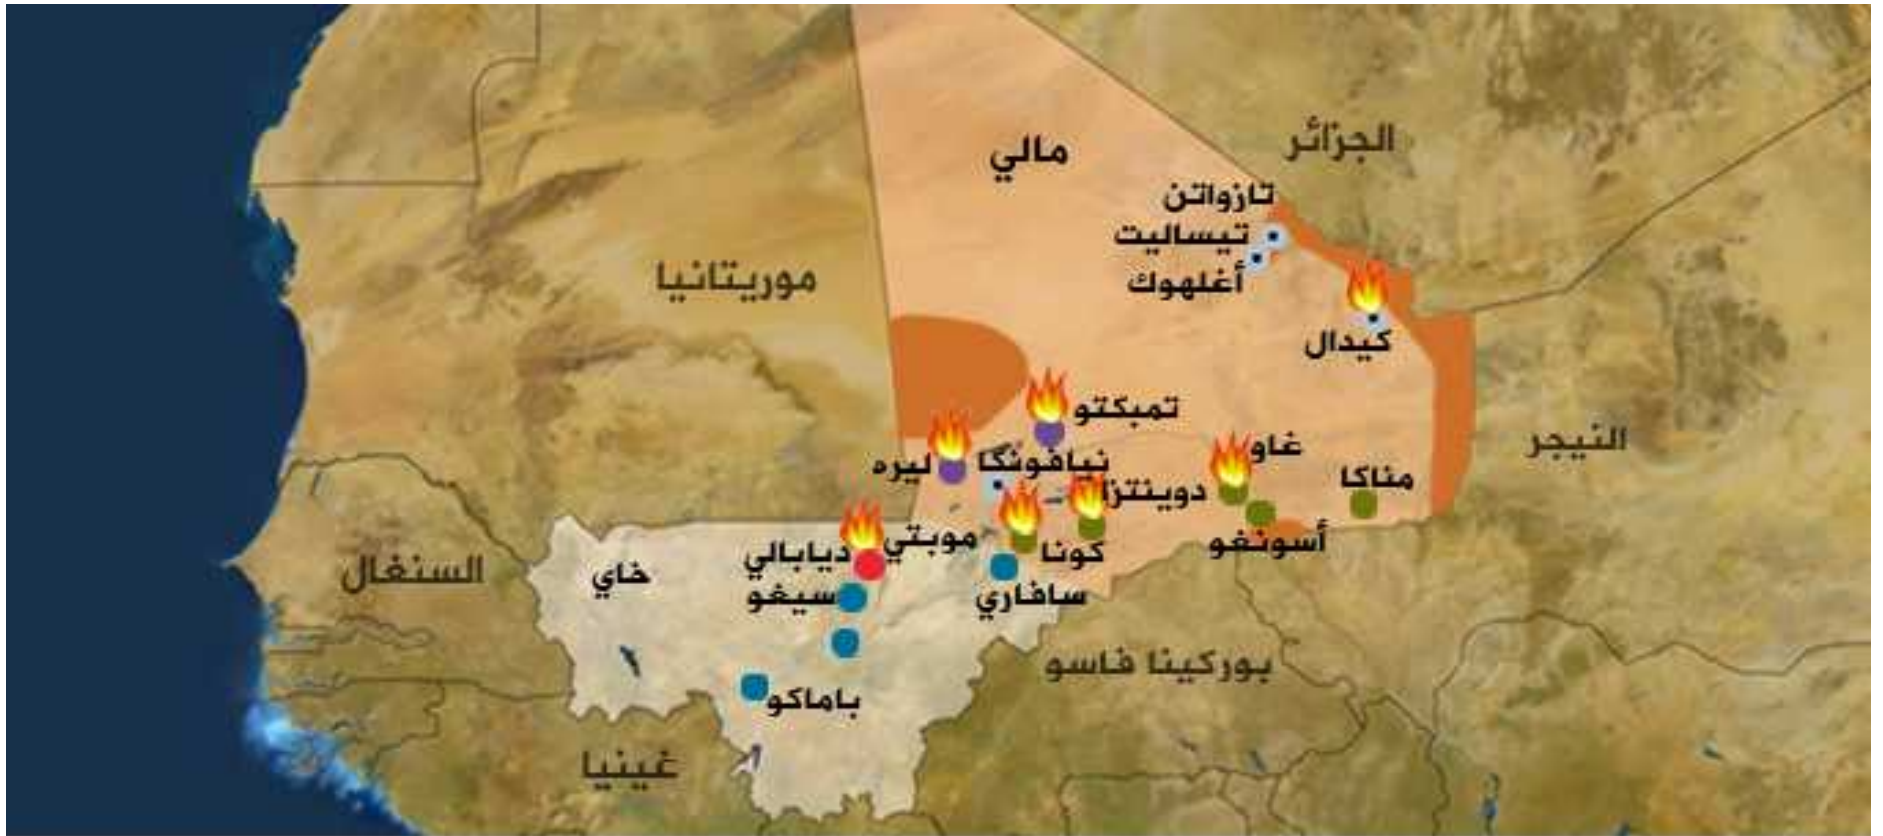 الجزائر
مالي
تازواتن
تيساليت
أغلهوك
موريتانيا
كيدال
تمبكتو
النيجر
غاو
نيافونكا
ليره
مناكا
دوينتزا
أسونغو
موبتي
كونا
ديابالي
السنغال
خاي
سيغو
سافاري
بوركينا فاسو
باماكو
غينيا